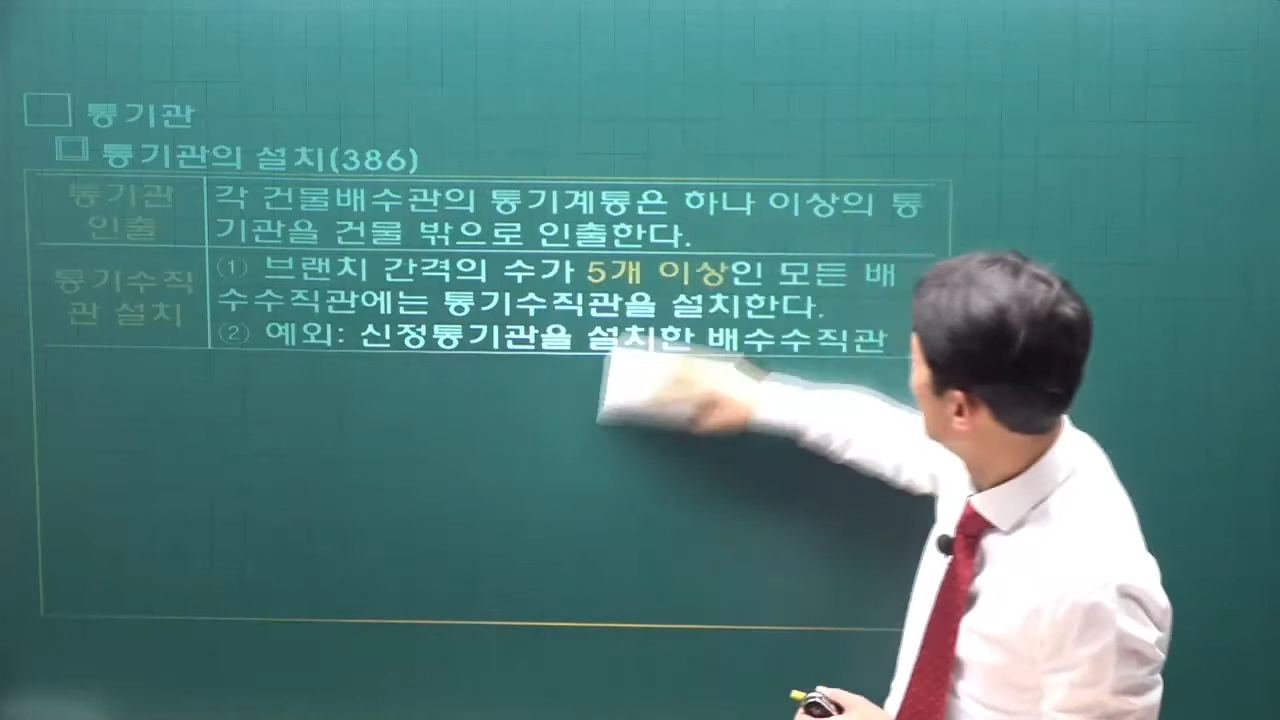 통기관
통기관의 설치(386)
통기관
인출
각 건물배수관의 통기계통은 하나 이상의 통
기관을 건물 밖으로 인출한다.
통기수직
관 설치
① 브랜치 간격의 수가 5개 이상인 모든 배
수수직관에는 통기수직관을 설치한다.
② 예외: 신정통기관을 설치한 배수수직관